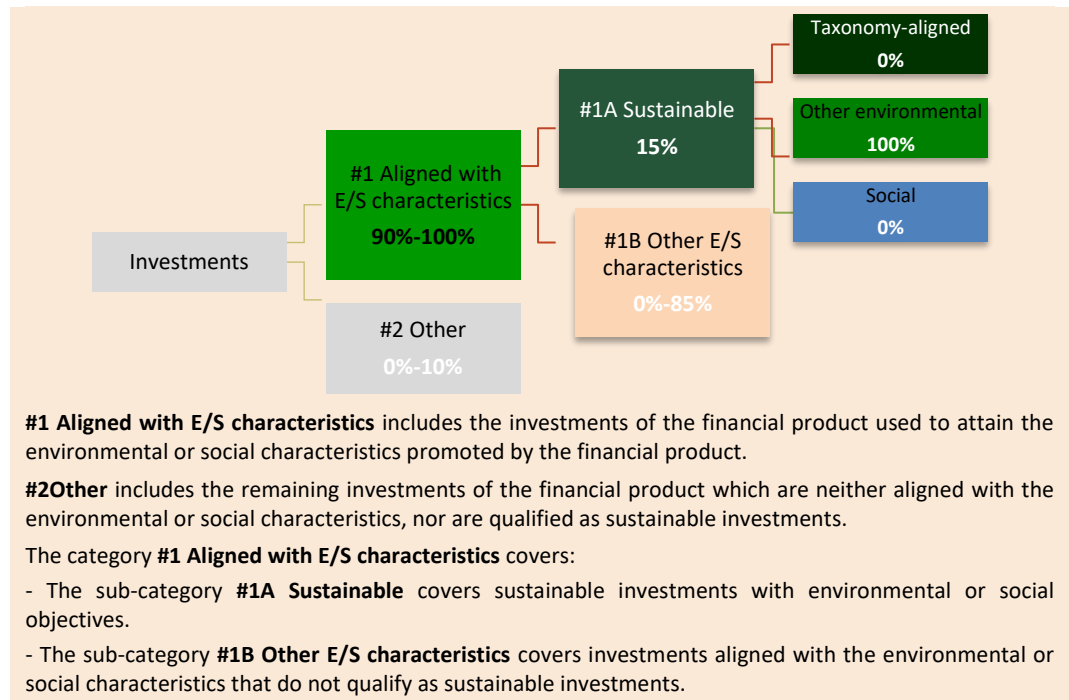 Taxonomy-aligned
0%
#1A Sustainable
15%
Other environmental
100%
#1 Aligned with
E/S characteristics
90%-100%
Social
0%
#1B Other E/S
characteristics
0%-85%
Investments
#2 Other
0%-10%
#1 Aligned with E/S characteristics includes the investments of the financial product used to attain the
environmental or social characteristics promoted by the financial product.
#2Other includes the remaining investments of the financial product which are neither aligned with the
environmental or social characteristics, nor are qualified as sustainable investments.
The category #1 Aligned with E/S characteristics covers:
- The sub-category #1A Sustainable covers sustainable investments with environmental or social
objectives.
- The sub-category #1B Other E/S characteristics covers investments aligned with the environmental or
social characteristics that do not qualify as sustainable investments.